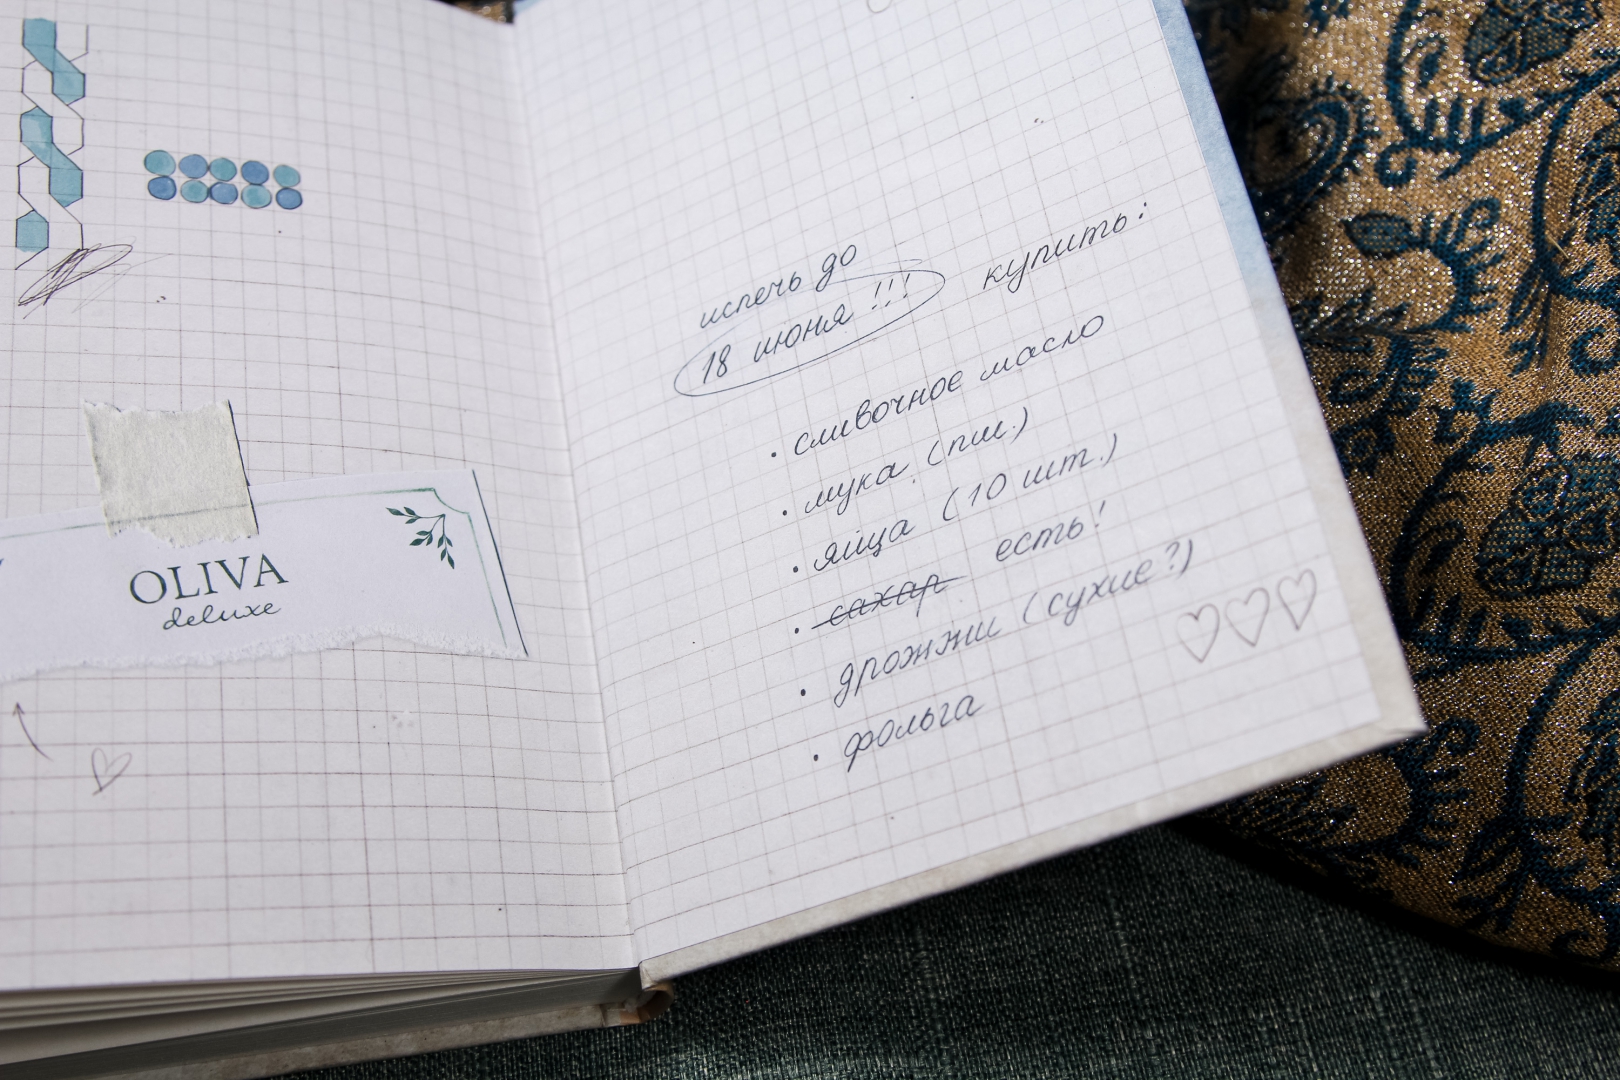 OLIVA
deluxe
испечь до
18 июня !!!
купить:
· сливочное масло
· мука (пш.)
· яйца (10 шт.)
· сахар есть!
· дрожжи (сухие?)
· фольга